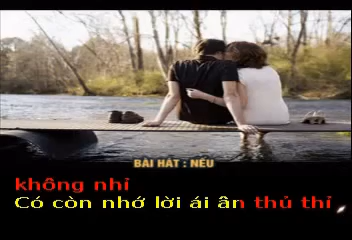 BÀI HÁT : NẾU
không nhỉ
Có còn nhớ lời ái ân thủ thỉ